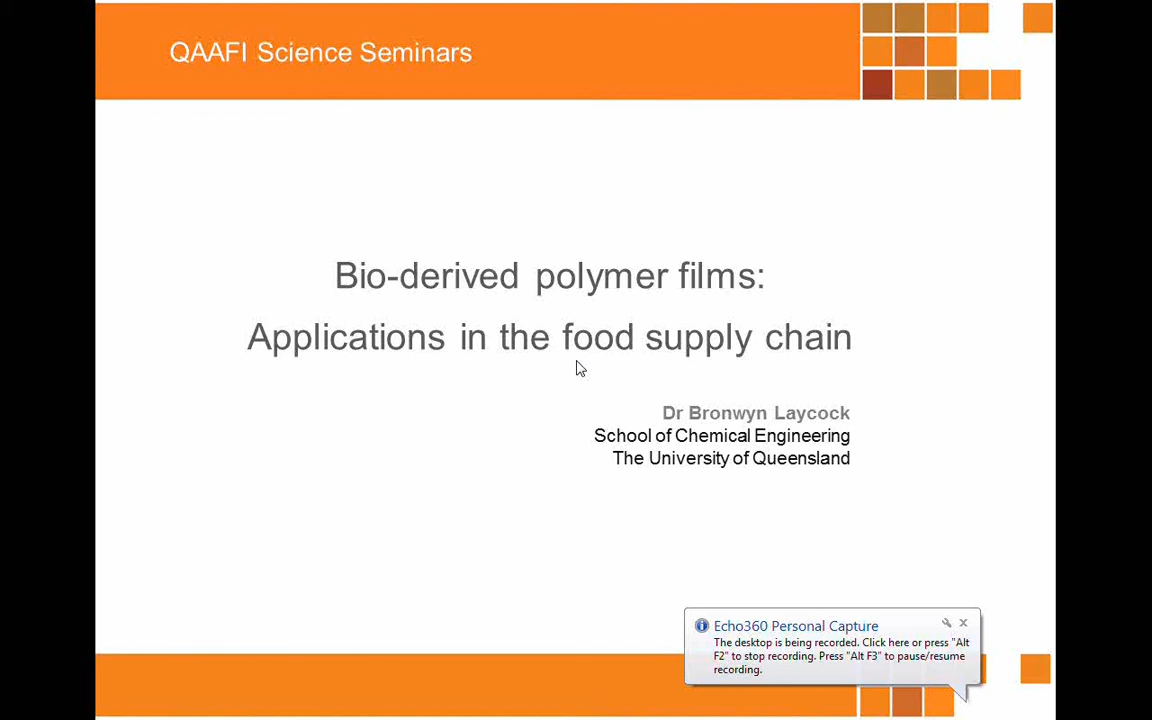 QAAFI Science Seminars
Bio-derived polymer films:
Applications in the food supply chain
Dr Bronwyn Laycock
School of Chemical Engineering
The University of Queensland
Echo360 Personal Capture
The desktop is being recorded. Click here or press "Alt
F2" to stop recording. Press "Alt F3" to pause/resume
recording.